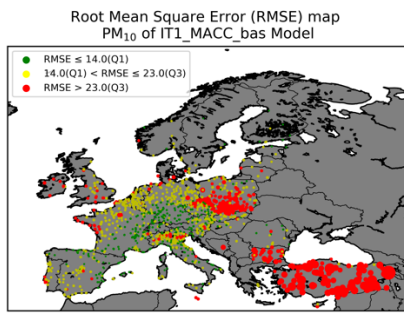 Root Mean Square Error (RMSE) map
PM₁₀ of IT1_MACC_bas Model
RMSE ≤ 14.0(Q1)
14.0(Q1) < RMSE ≤ 23.0(Q3)
RMSE > 23.0(Q3)